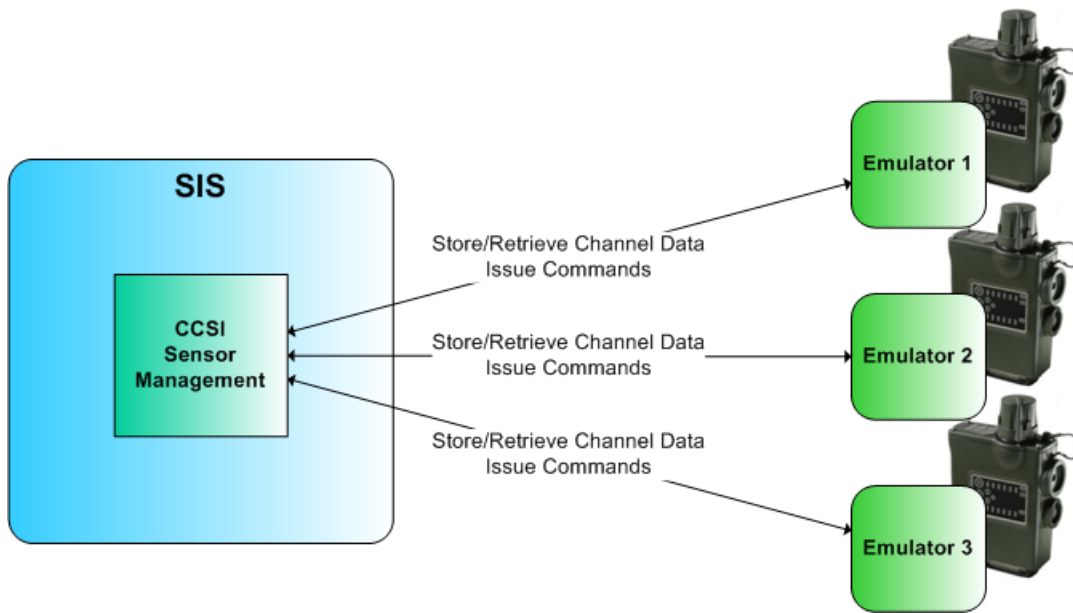 SIS
CCSI
Sensor
Management
Store/Retrieve Channel Data
Issue Commands
Store/Retrieve Channel Data
Issue Commands
Store/Retrieve Channel Data
Issue Commands
Emulator 1
Emulator 2
Emulator 3